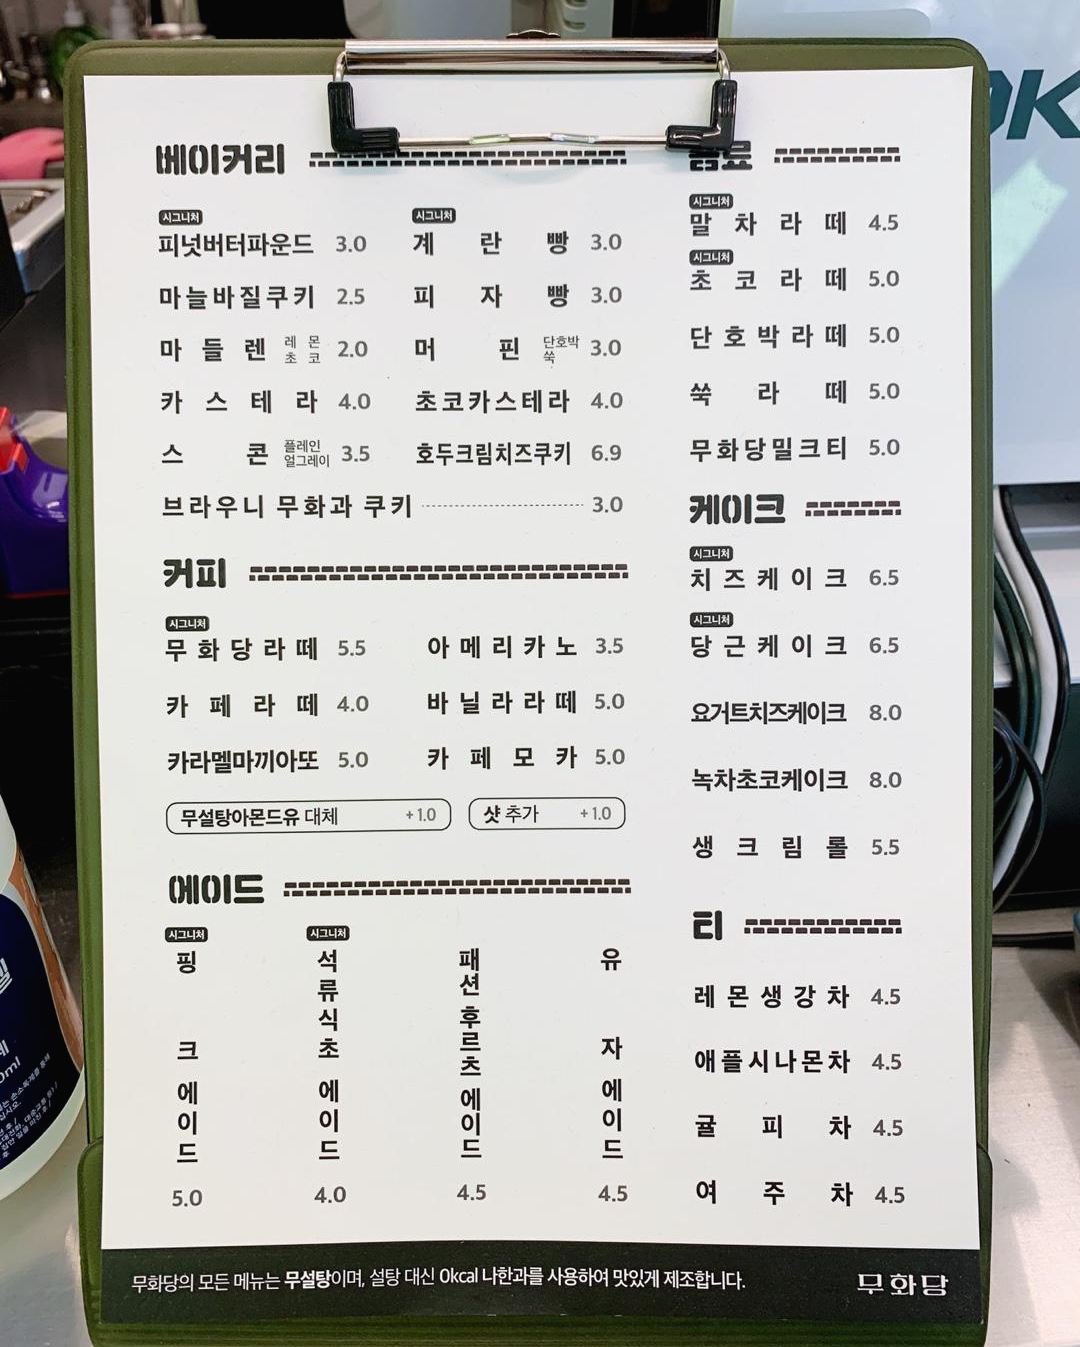 베이커리
시그니처
피넛버터파운드 3.0
마늘바질쿠키 2.5
마들렌 레몬 초코 2.0
카스테라 4.0
스콘 플레인 얼그레이 3.5
시그니처
계란빵 3.0
피자빵 3.0
머핀 단호박 쑥 3.0
초코카스테라 4.0
호두크림치즈쿠키 6.9
브라우니 무화과 쿠키 3.0
커피
시그니처
무화당라떼 5.5
카페라떼 4.0
카라멜마끼아또 5.0
아메리카노 3.5
바닐라라떼 5.0
카페모카 5.0
무설탕아몬드유 대체 +1.0
샷 추가 +1.0
에이드
시그니처
핑크 에이드
5.0
시그니처
석류식초 에이드
4.0
패션 후르츠 에이드
4.5
유자 에이드
4.5
음료
시그니처
말차라떼 4.5
시그니처
초코라떼 5.0
단호박라떼 5.0
쑥라떼 5.0
무화당밀크티 5.0
케이크
시그니처
치즈케이크 6.5
시그니처
당근케이크 6.5
요거트치즈케이크 8.0
녹차초코케이크 8.0
생크림롤 5.5
티
레몬생강차 4.5
애플시나몬차 4.5
귤피차 4.5
여주차 4.5
무화당의 모든 메뉴는 무설탕이며, 설탕 대신 0kcal 나한과를 사용하여 맛있게 제조합니다.
무화당